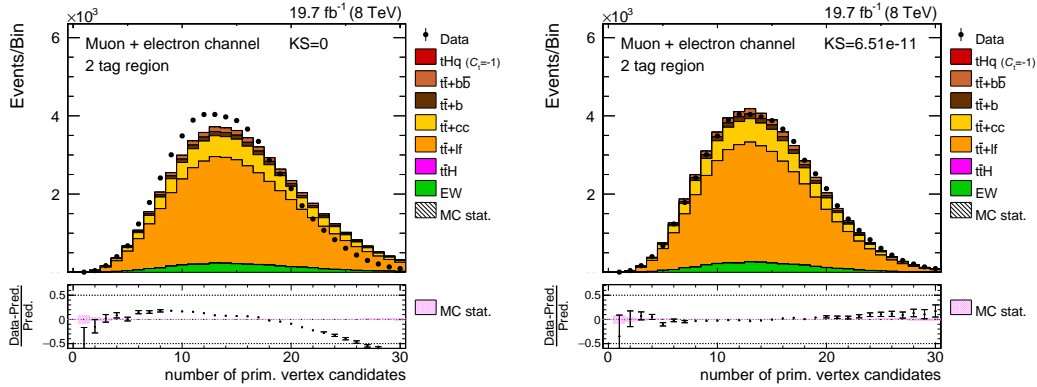 ×10³
19.7 fb⁻¹ (8 TeV)
Events/Bin
6
4
2
Muon + electron channel KS=0
2 tag region
Data
tHq (Cₜ=-1)
tt̄+bb̄
tt̄+b
tt̄+cc
tt̄+lf
tt̄H
EW
MC stat.
Data-Pred.
Pred.
0.5
0
−0.5
MC stat.
0 10 20 30
number of prim. vertex candidates
×10³
19.7 fb⁻¹ (8 TeV)
Events/Bin
6
4
2
Muon + electron channel KS=6.51e-11
2 tag region
Data
tHq (Cₜ=-1)
tt̄+bb̄
tt̄+b
tt̄+cc
tt̄+lf
tt̄H
EW
MC stat.
Data-Pred.
Pred.
0.5
0
−0.5
MC stat.
0 10 20 30
number of prim. vertex candidates